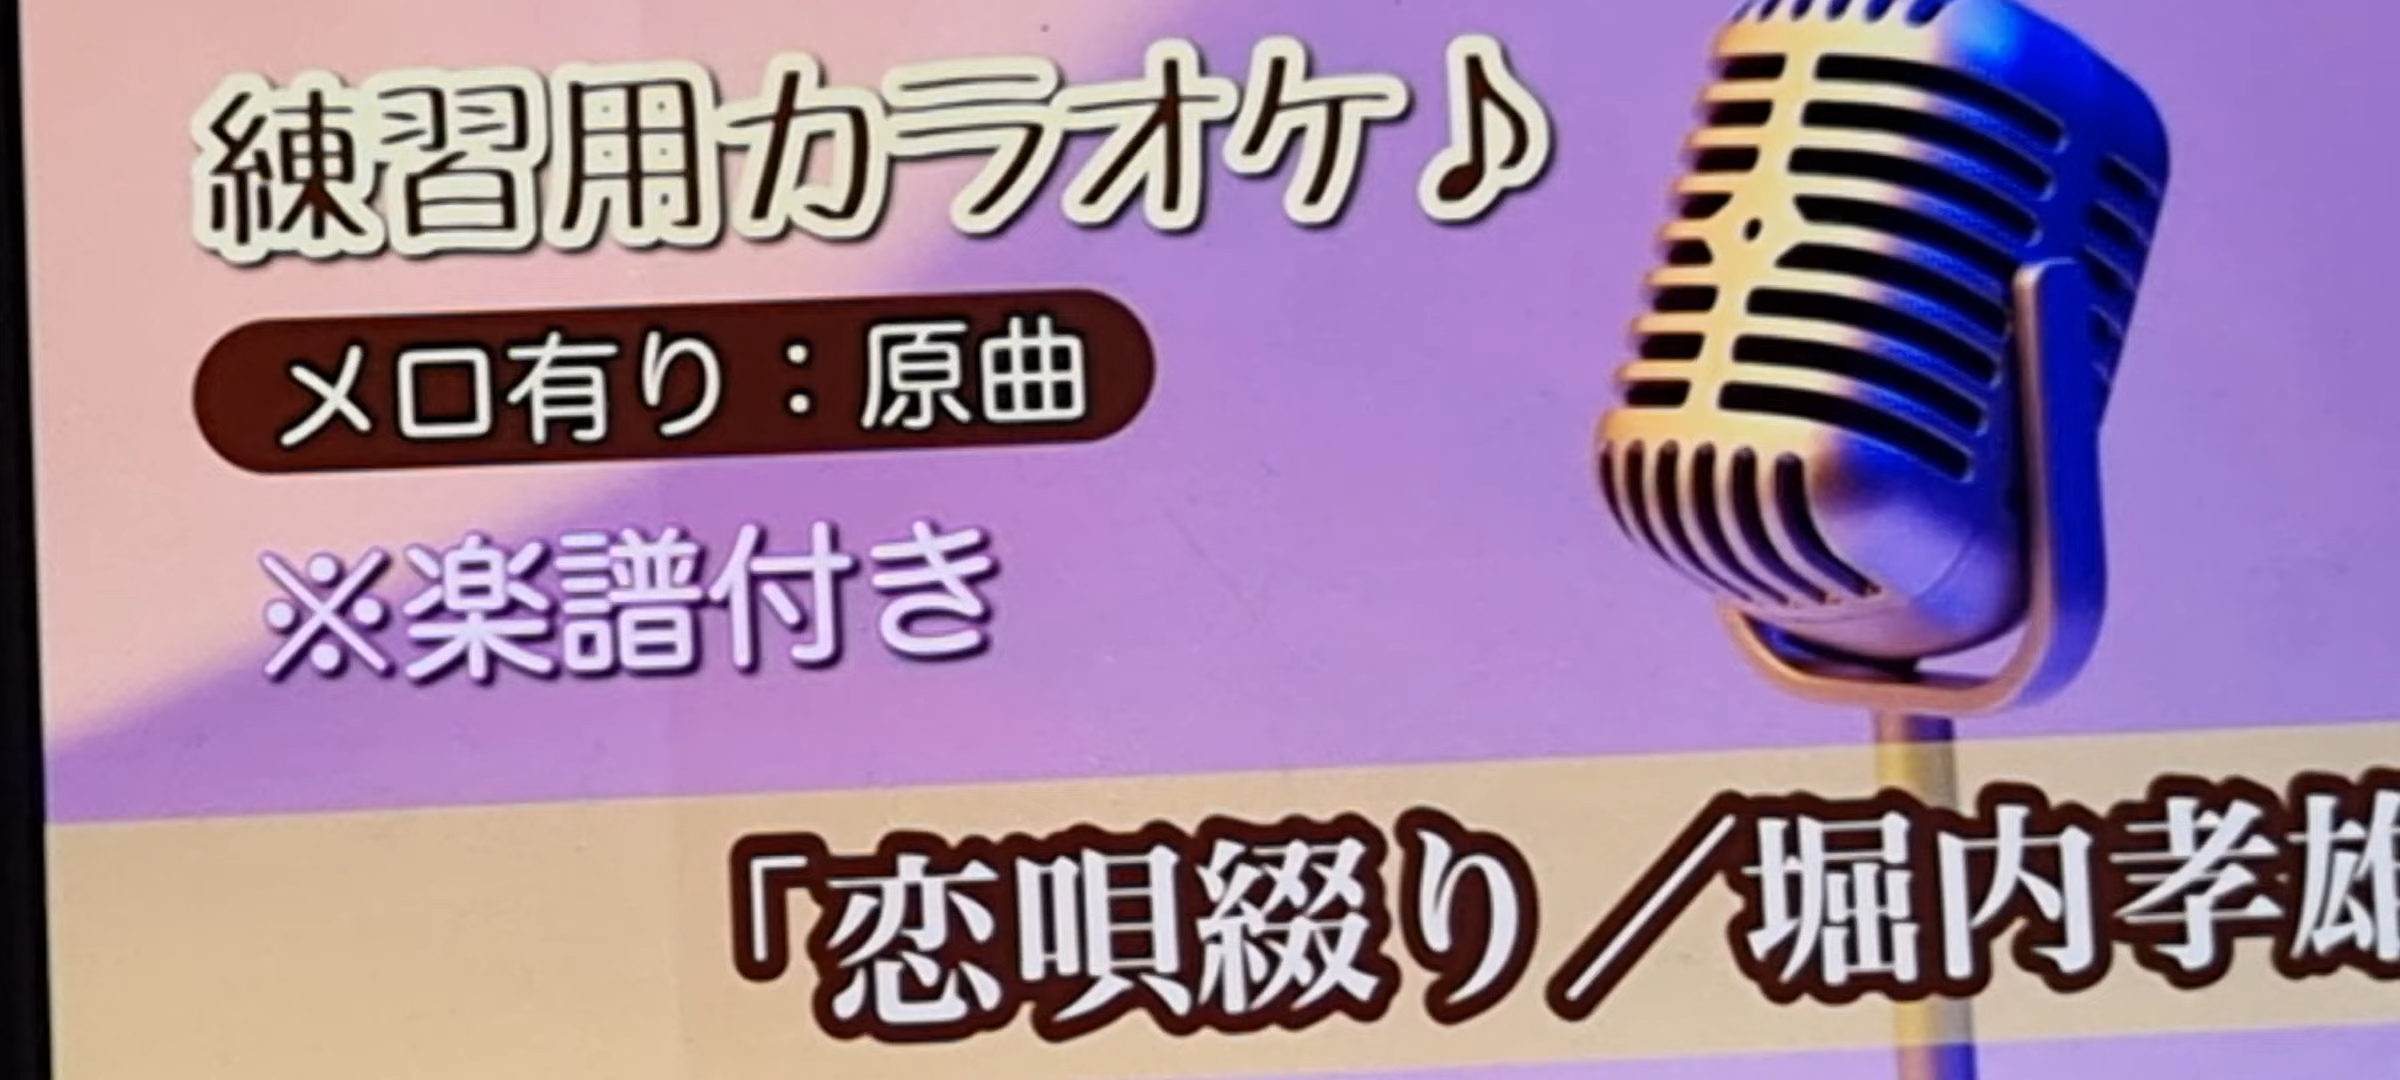 練習用カラオケ♪
メロ有り：原曲
※楽譜付き
「恋唄綴り／堀内孝雄